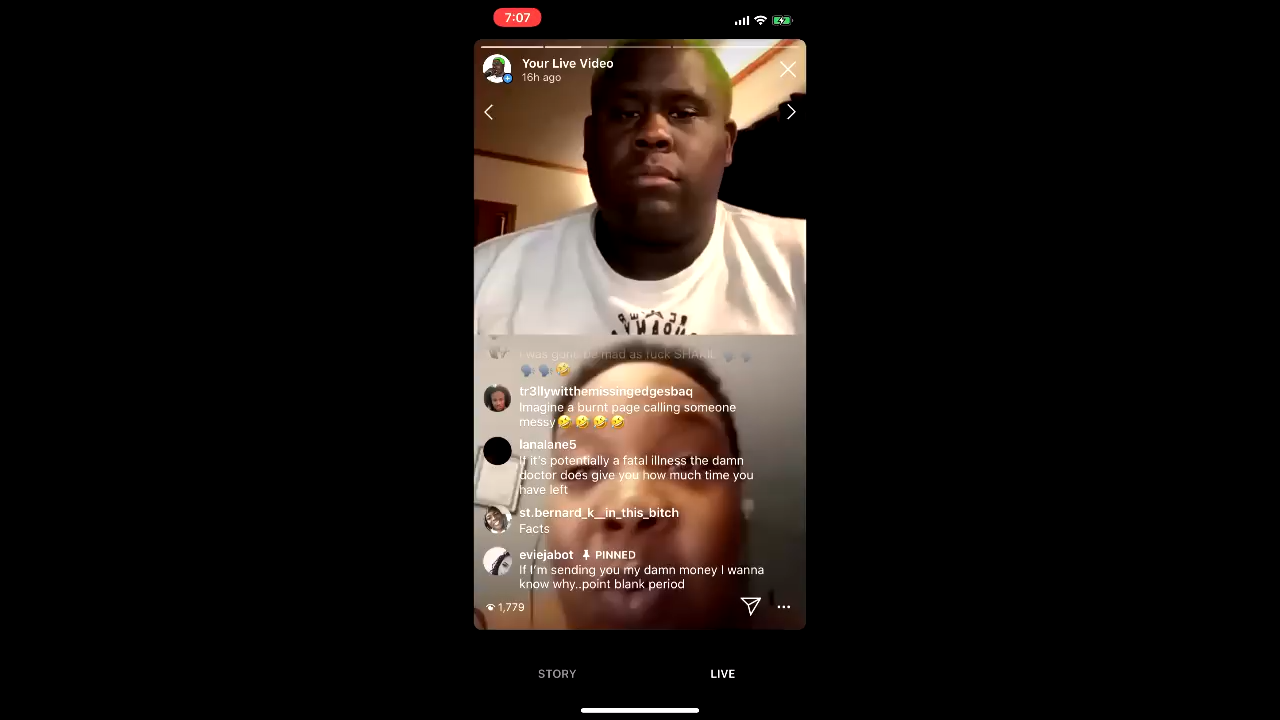 7:07
Your Live Video
16h ago
I was gone be mad as fuck SHAKIL 🗣️ 🗣️
🗣️ 🗣️ 🤣
tr3llywitthemissingedgesbaq
Imagine a burnt page calling someone
messy🤣 🤣 🤣 🤣
lanalane5
If it's potentially a fatal illness the damn
doctor does give you how much time you
have left
st.bernard_k__in_this_bitch
Facts
eviejabot PINNED
If I'm sending you my damn money I wanna
know why..point blank period
1,779
STORY
LIVE